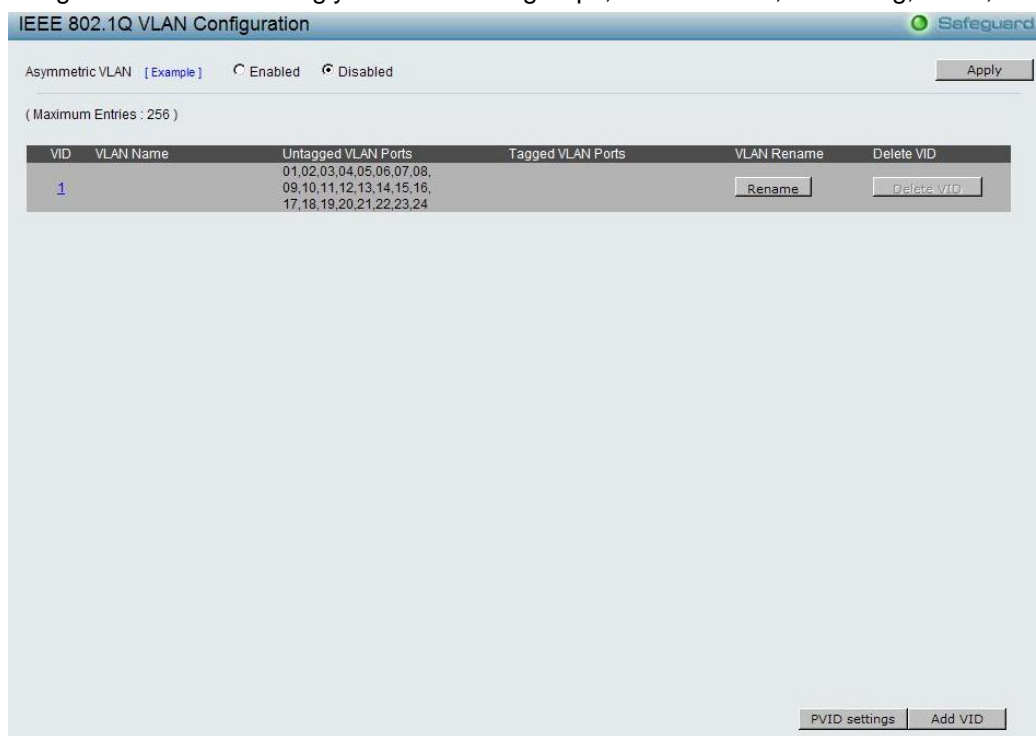 IEEE 802.1Q VLAN Configuration
Safeguard
Asymmetric VLAN [ Example ] Enabled Disabled
Apply
( Maximum Entries : 256 )
VID VLAN Name Untagged VLAN Ports Tagged VLAN Ports VLAN Rename Delete VID
01,02,03,04,05,06,07,08,
1 09,10,11,12,13,14,15,16, Rename Delete VID
17,18,19,20,21,22,23,24
PVID settings Add VID